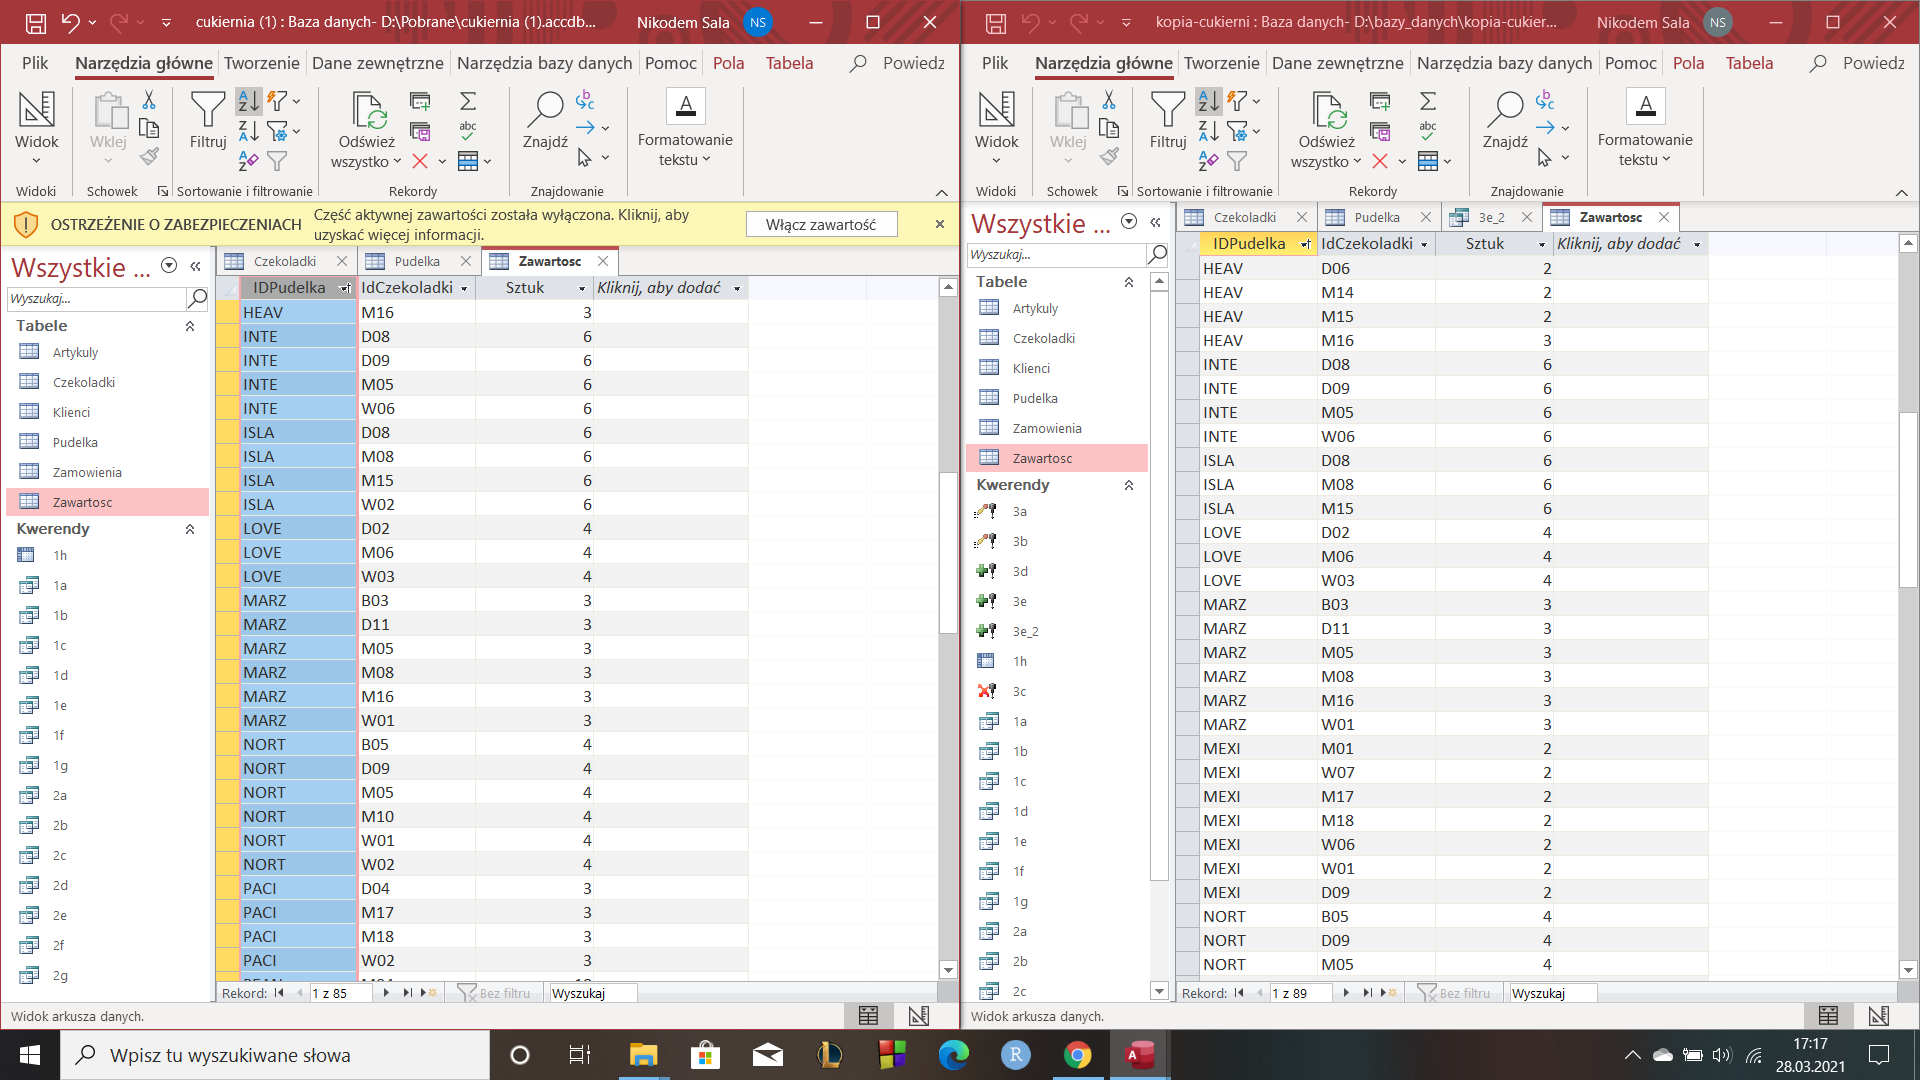 cukiernia (1) : Baza danych- D:\Pobrane\cukiernia (1).accdb...
Nikodem Sala
NS
Plik Narzędzia główne Tworzenie Dane zewnętrzne Narzędzia bazy danych Pomoc Pola Tabela Powiedz
Widok
Wklej
Filtruj
Odśwież wszystko
Znajdź
Formatowanie tekstu
Widoki Schowek Sortowanie i filtrowanie Rekordy Znajdowanie
OSTRZEŻENIE O ZABEZPIECZENIACH Część aktywnej zawartości została wyłączona. Kliknij, aby
uzyskać więcej informacji.
Włącz zawartość
Wszystkie ...
Wyszukaj...
Tabele
Artykuly
Czekoladki
Klienci
Pudelka
Zamowienia
Zawartosc
Kwerendy
1h
1a
1b
1c
1d
1e
1f
1g
2a
2b
2c
2d
2e
2f
2g
Czekoladki Pudelka Zawartosc
IDPudelka IdCzekoladki Sztuk Kliknij, aby dodać
HEAV M16 3
INTE D08 6
INTE D09 6
INTE M05 6
INTE W06 6
ISLA D08 6
ISLA M08 6
ISLA M15 6
ISLA W02 6
LOVE D02 4
LOVE M06 4
LOVE W03 4
MARZ B03 3
MARZ D11 3
MARZ M05 3
MARZ M08 3
MARZ M16 3
MARZ W01 3
NORT B05 4
NORT D09 4
NORT M05 4
NORT M10 4
NORT W01 4
NORT W02 4
PACI D04 3
PACI M17 3
PACI M18 3
PACI W02 3
Rekord: 1 z 85 Bez filtru Wyszukaj
Widok arkusza danych.
kopia-cukierni : Baza danych- D:\bazy_danych\kopia-cukier...
Nikodem Sala
NS
Plik Narzędzia główne Tworzenie Dane zewnętrzne Narzędzia bazy danych Pomoc Pola Tabela Powiedz
Widok
Wklej
Filtruj
Odśwież wszystko
Znajdź
Formatowanie tekstu
Widoki Schowek Sortowanie i filtrowanie Rekordy Znajdowanie
Wszystkie ...
Wyszukaj...
Tabele
Artykuly
Czekoladki
Klienci
Pudelka
Zamowienia
Zawartosc
Kwerendy
3a
3b
3d
3e
3e_2
1h
3c
1a
1b
1c
1d
1e
1f
1g
2a
2b
2c
Czekoladki Pudelka 3e_2 Zawartosc
IDPudelka IdCzekoladki Sztuk Kliknij, aby dodać
HEAV D06 2
HEAV M14 2
HEAV M15 2
HEAV M16 3
INTE D08 6
INTE D09 6
INTE M05 6
INTE W06 6
ISLA D08 6
ISLA M08 6
ISLA M15 6
LOVE D02 4
LOVE M06 4
LOVE W03 4
MARZ B03 3
MARZ D11 3
MARZ M05 3
MARZ M08 3
MARZ M16 3
MARZ W01 3
MEXI M01 2
MEXI W07 2
MEXI M17 2
MEXI M18 2
MEXI W06 2
MEXI W01 2
MEXI D09 2
NORT B05 4
NORT D09 4
NORT M05 4
Rekord: 1 z 89 Bez filtru Wyszukaj
Widok arkusza danych.
Wpisz tu wyszukiwane słowa
17:17
28.03.2021